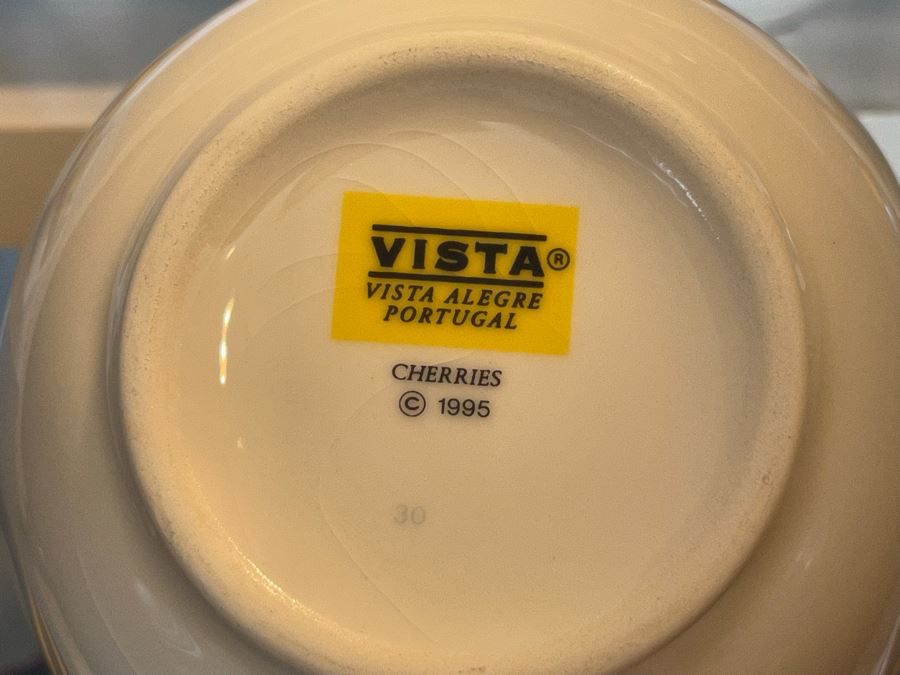 VISTA®
VISTA ALEGRE
PORTUGAL
CHERRIES
© 1995
30